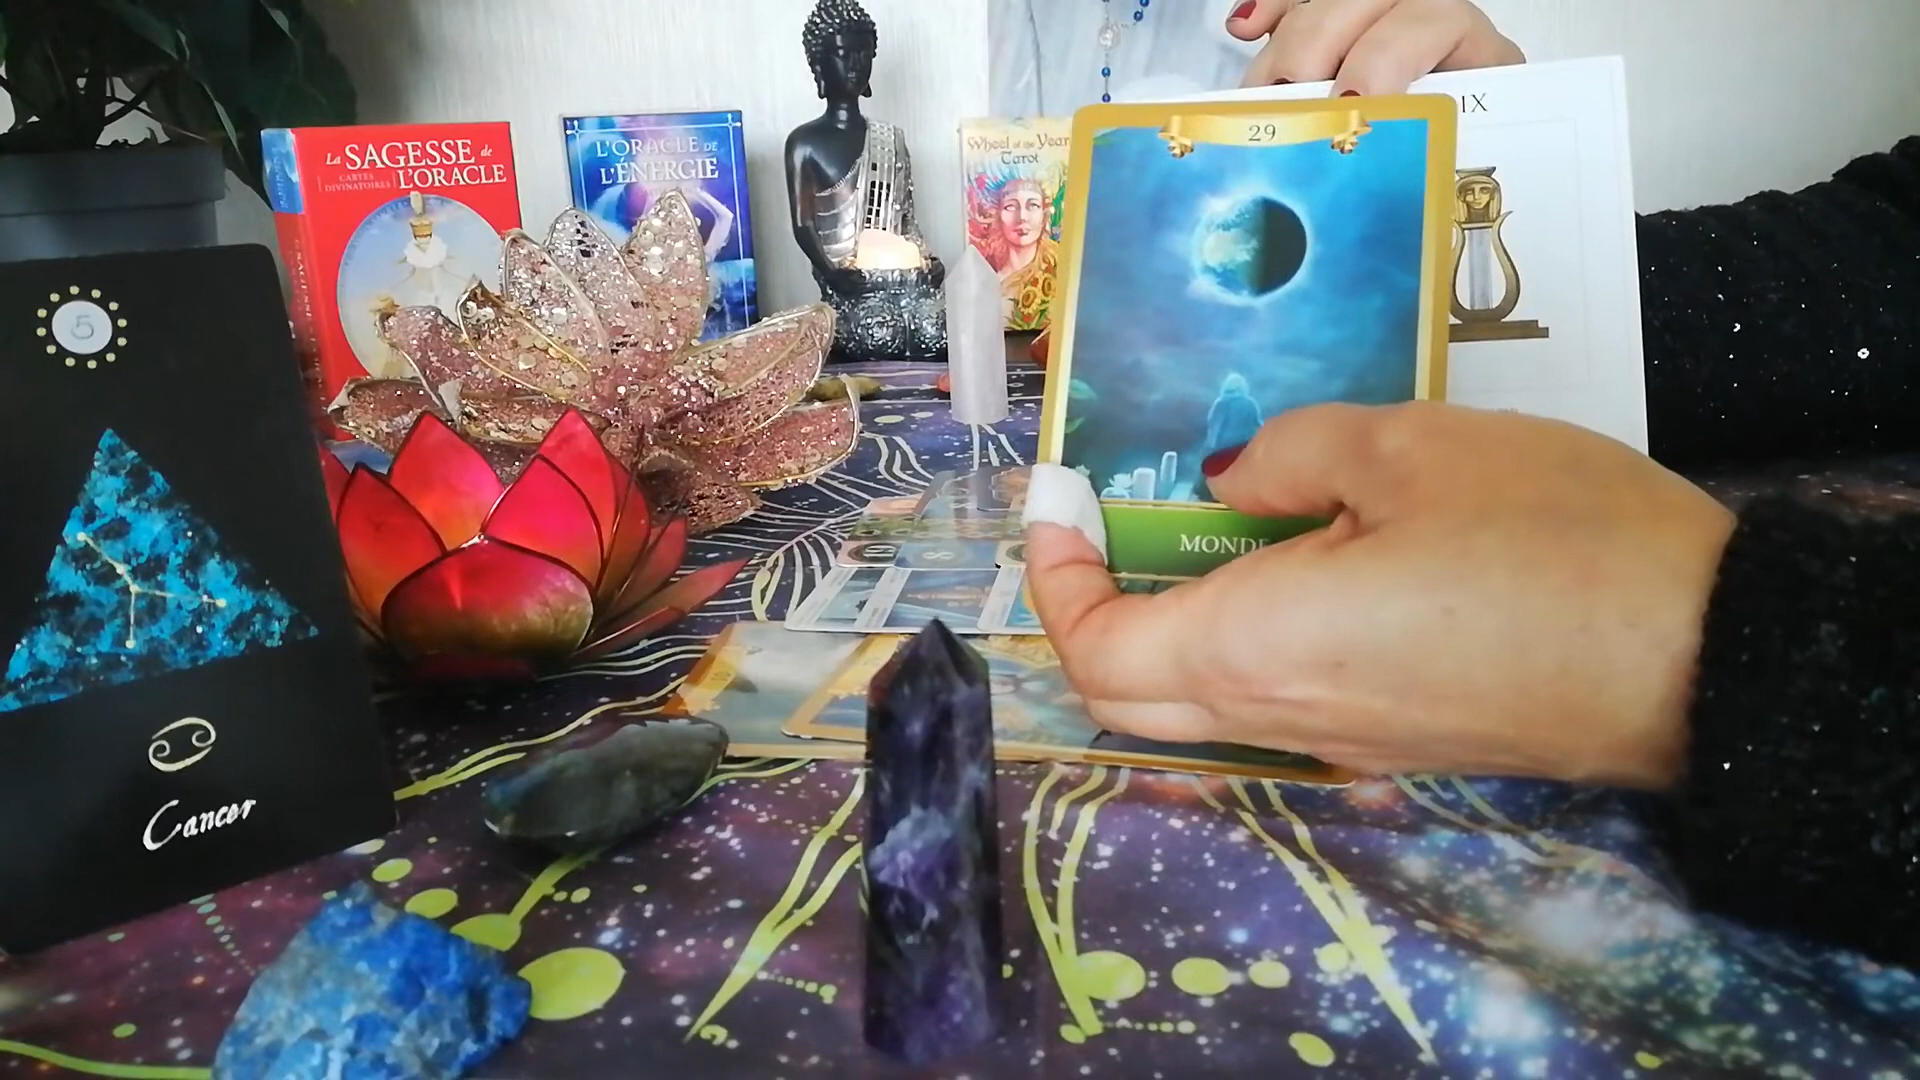 La SAGESSE de
CARTES
DIVINATOIRES
L'ORACLE
L'ORACLE DE
L'ÉNERGIE
Wheel of the Year
Tarot
29
IX
MONDE
5
Cancer
8